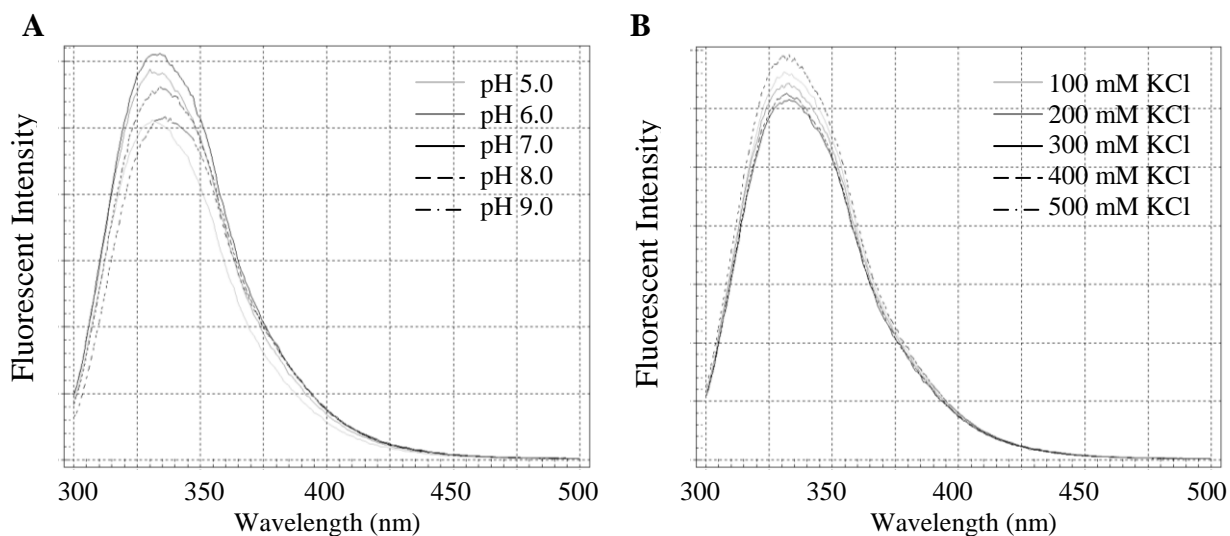 A
Fluorescent Intensity
pH 5.0
pH 6.0
pH 7.0
pH 8.0
pH 9.0
300 350 400 450 500
Wavelength (nm)
B
Fluorescent Intensity
100 mM KCl
200 mM KCl
300 mM KCl
400 mM KCl
500 mM KCl
300 350 400 450 500
Wavelength (nm)